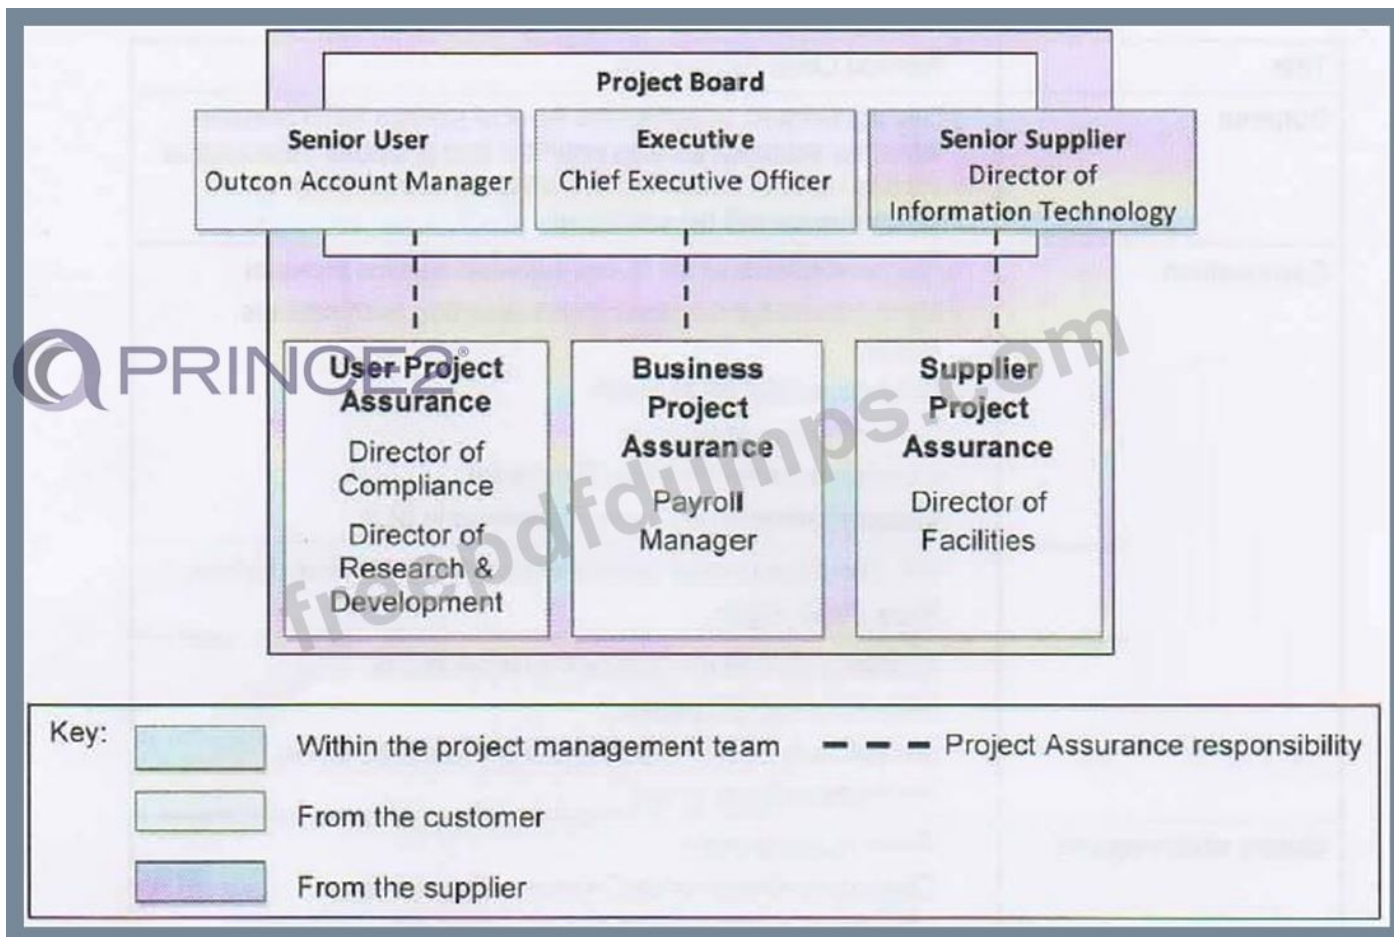 Project Board
Senior User
Outcon Account Manager
Executive
Chief Executive Officer
Senior Supplier
Director of
Information Technology
PRINCE2®
User Project
Assurance
Director of
Compliance
Director of
Research &
Development
Business
Project
Assurance
Payroll
Manager
Supplier
Project
Assurance
Director of
Facilities
freepdfdumps.com
Key:
Within the project management team
Project Assurance responsibility
From the customer
From the supplier